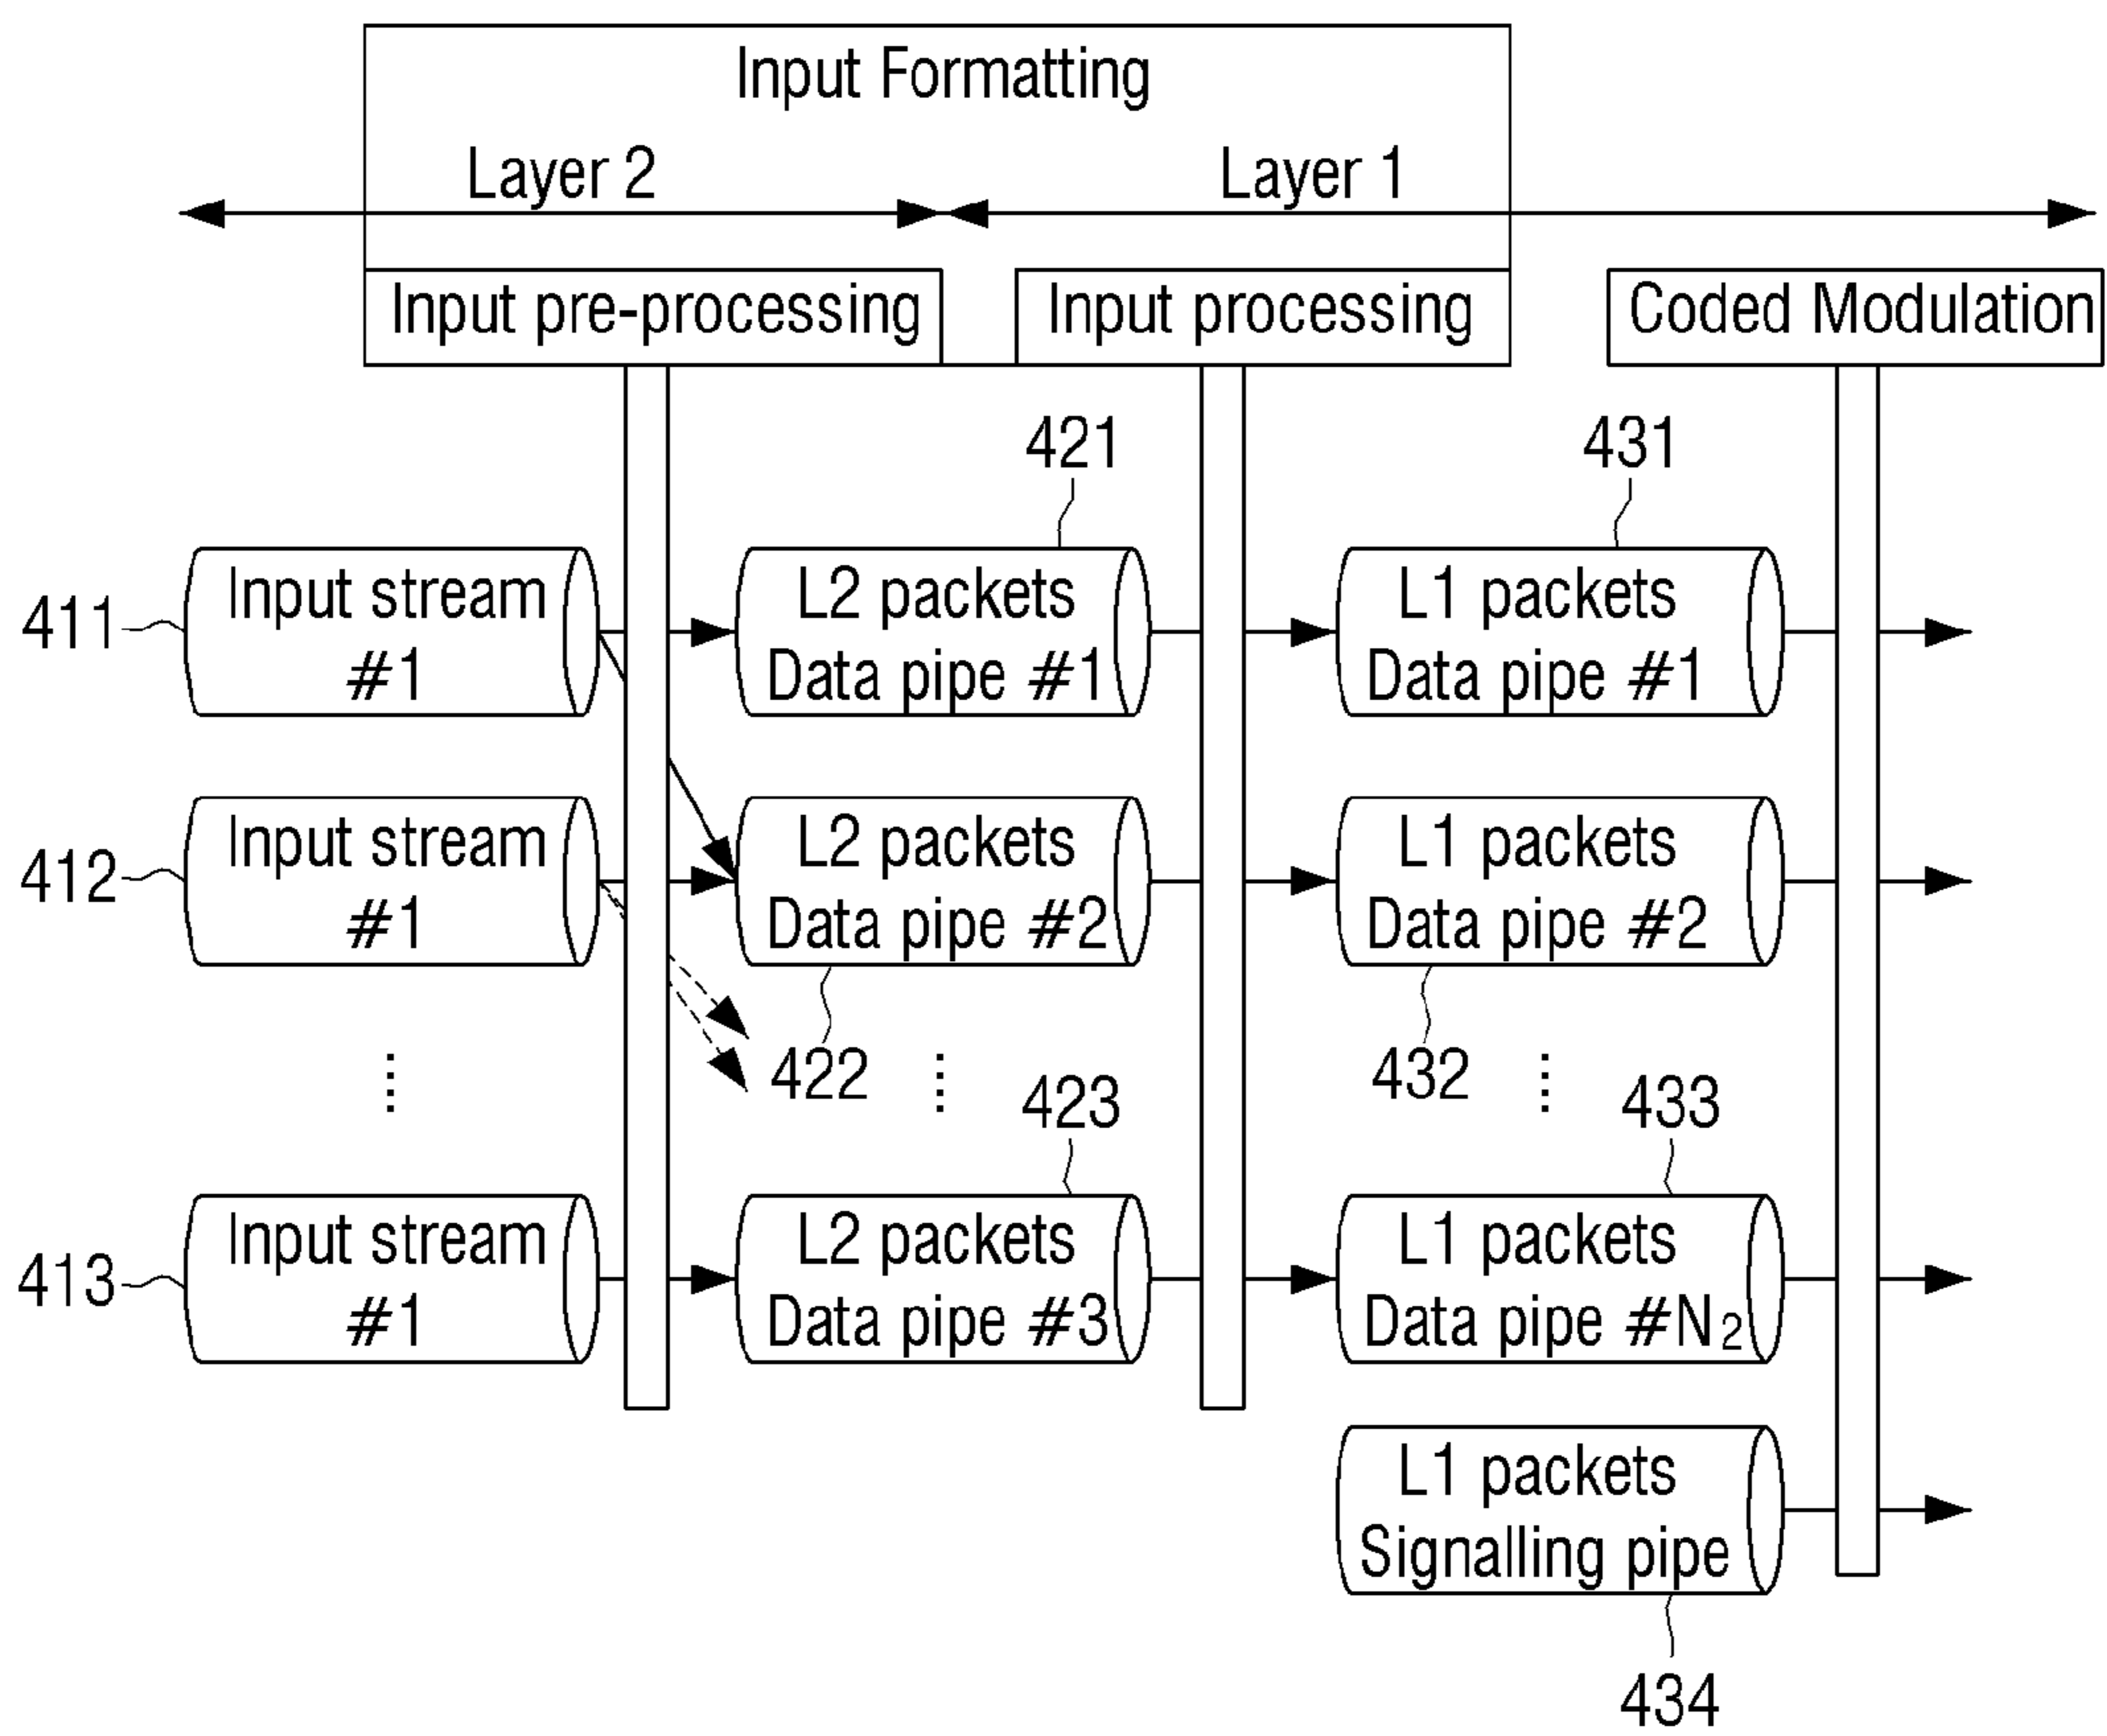 Input Formatting
Layer 2
Layer 1
Input pre-processing
Input processing
Coded Modulation
421
431
411
Input stream
#1
L2 packets
Data pipe #1
L1 packets
Data pipe #1
412
Input stream
#1
L2 packets
Data pipe #2
L1 packets
Data pipe #2
422
432
423
433
413
Input stream
#1
L2 packets
Data pipe #3
L1 packets
Data pipe #N2
L1 packets
Signalling pipe
434